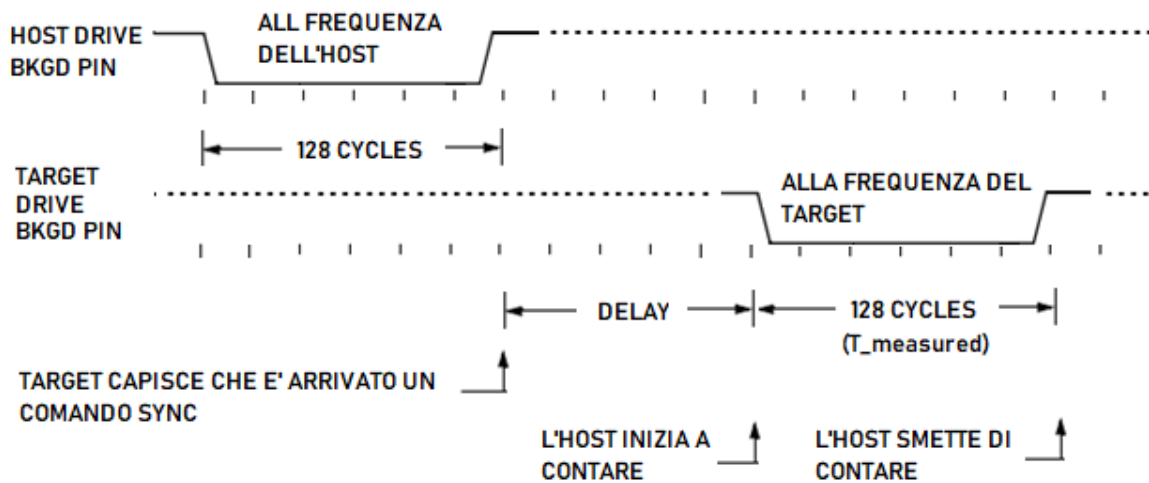 HOST DRIVE
BKGD PIN
ALL FREQUENZA
DELL'HOST
128 CYCLES
TARGET
DRIVE
BKGD PIN
ALLA FREQUENZA DEL
TARGET
DELAY
128 CYCLES
(T_measured)
TARGET CAPISCE CHE E' ARRIVATO UN
COMANDO SYNC
L'HOST INIZIA A
CONTARE
L'HOST SMETTE DI
CONTARE